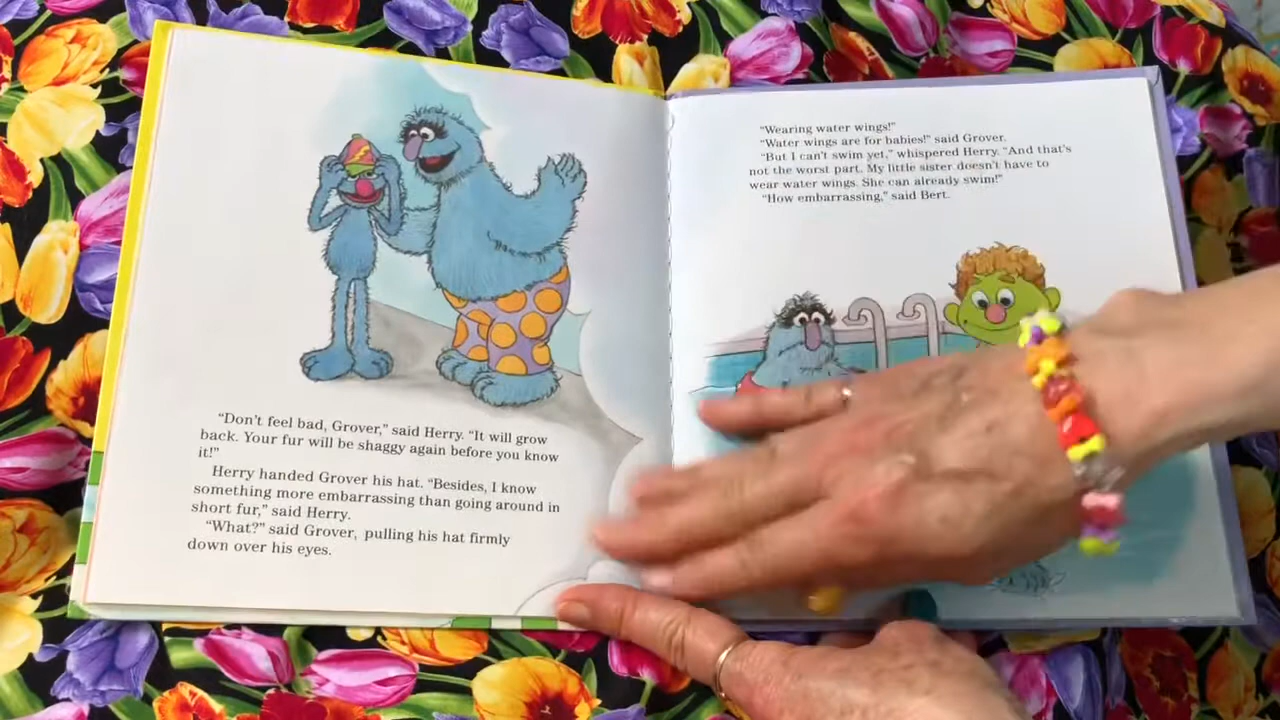 “Don’t feel bad, Grover,” said Herry. “It will grow
back. Your fur will be shaggy again before you know
it!”
Herry handed Grover his hat. “Besides, I know
something more embarrassing than going around in
short fur,” said Herry.
“What?” said Grover, pulling his hat firmly
down over his eyes.
“Wearing water wings!”
“Water wings are for babies!” said Grover.
“But I can’t swim yet,” whispered Herry. “And that’s
not the worst part. My little sister doesn’t have to
wear water wings. She can already swim!”
“How embarrassing,” said Bert.